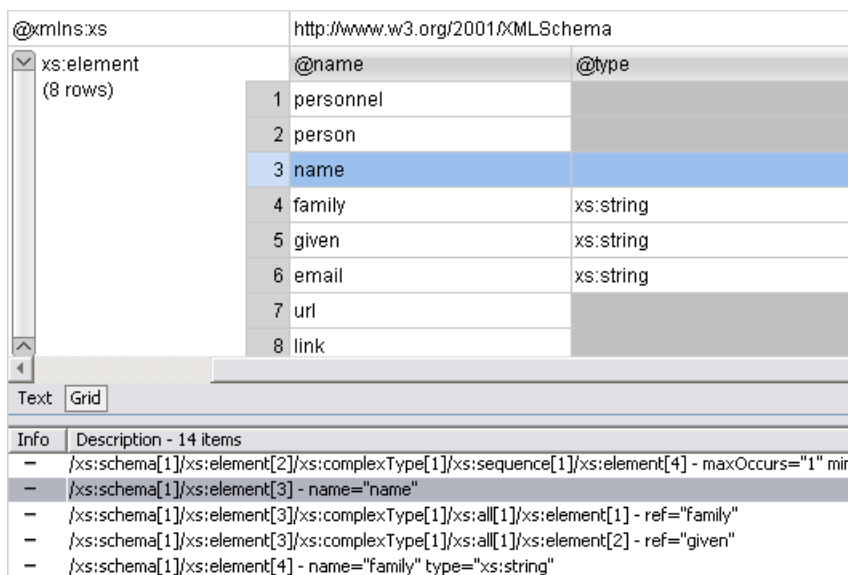 @xmlns:xs http://www.w3.org/2001/XMLSchema
xs:element @name @type
(8 rows)
1 personnel
2 person
3 name
4 family xs:string
5 given xs:string
6 email xs:string
7 url
8 link
Text Grid
Info Description - 14 items
/xs:schema[1]/xs:element[2]/xs:complexType[1]/xs:sequence[1]/xs:element[4] - maxOccurs="1" min
/xs:schema[1]/xs:element[3] - name="name"
/xs:schema[1]/xs:element[3]/xs:complexType[1]/xs:all[1]/xs:element[1] - ref="family"
/xs:schema[1]/xs:element[3]/xs:complexType[1]/xs:all[1]/xs:element[2] - ref="given"
/xs:schema[1]/xs:element[4] - name="family" type="xs:string"